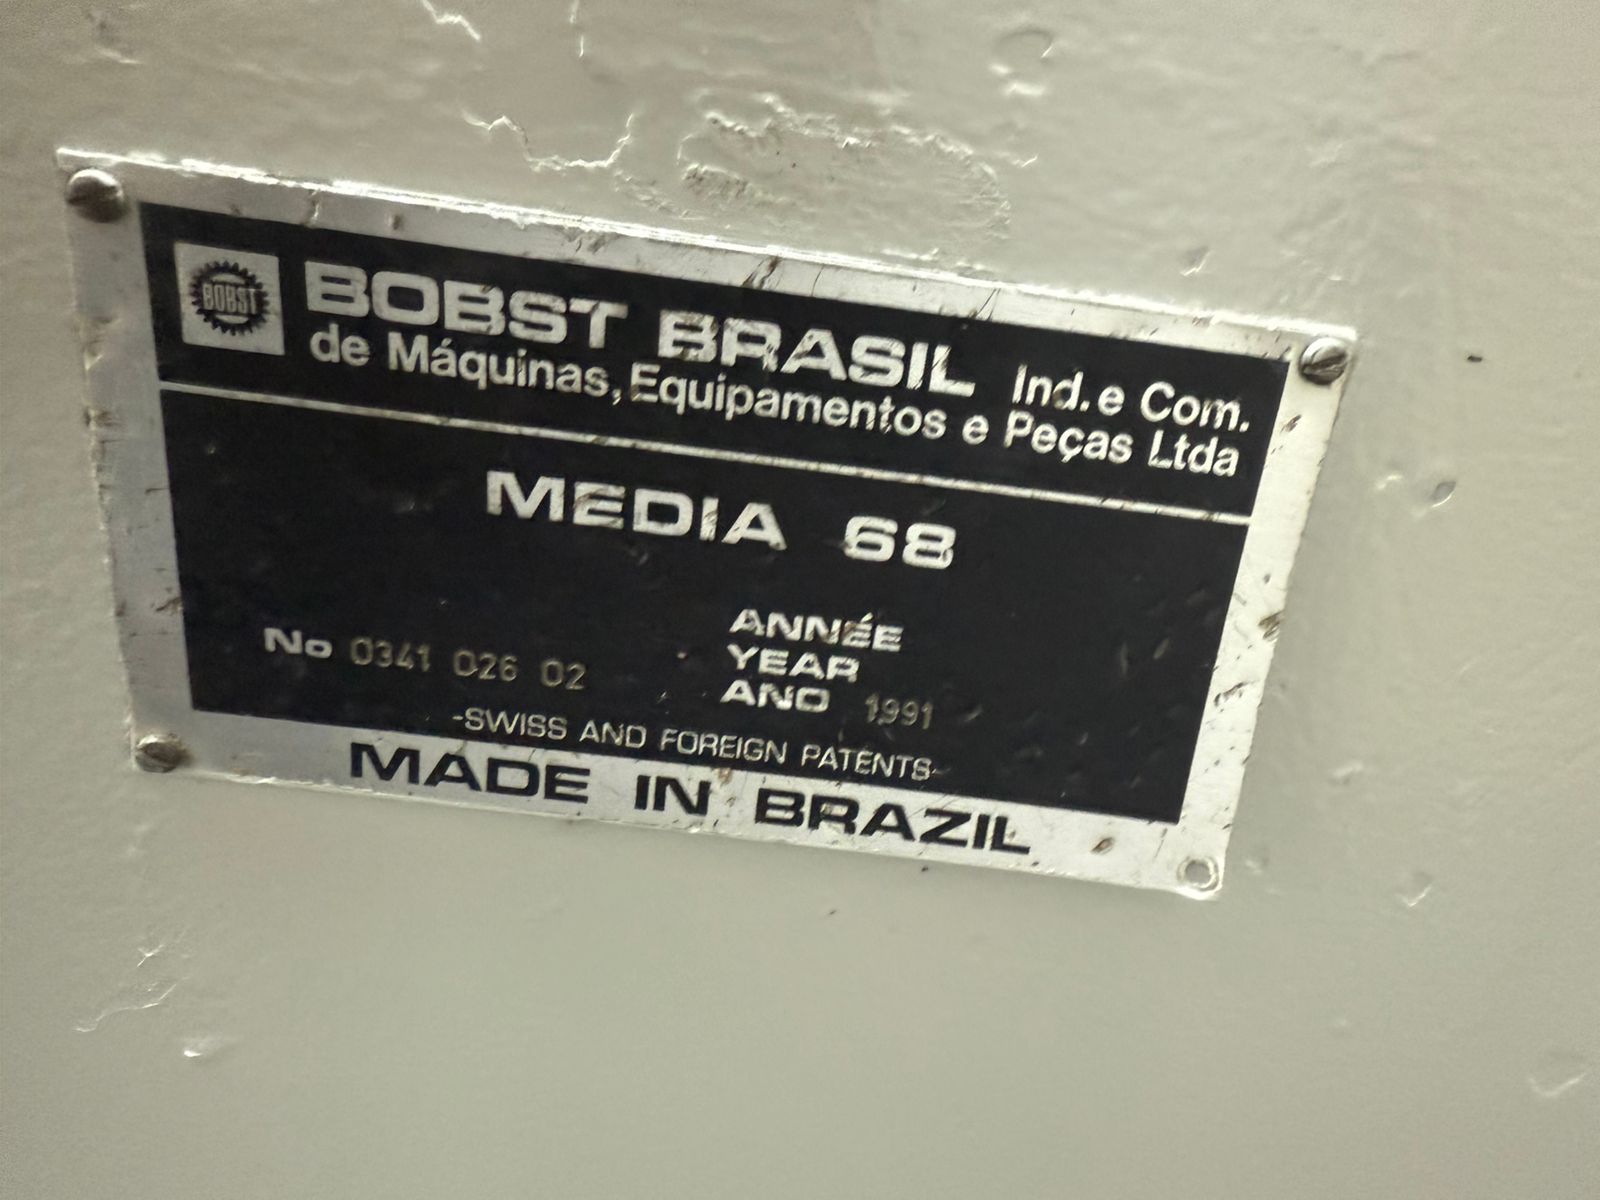 BOBST
BOBST BRASIL Ind. e Com.
de Máquinas, Equipamentos e Peças Ltda
MEDIA 68
ANNÉE
YEAR
No 0341 026 02
ANO 1991
-SWISS AND FOREIGN PATENTS-
MADE IN BRAZIL